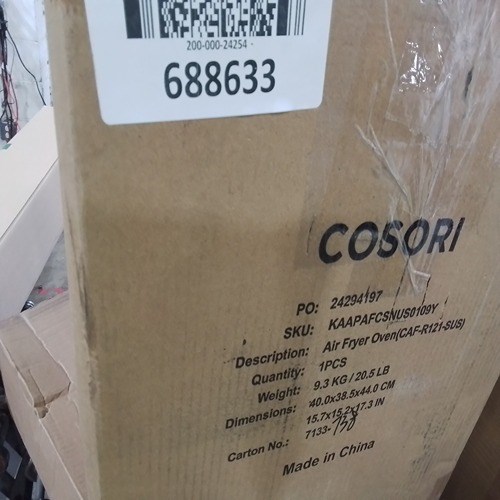 200-000-24254 -
688633
COSORI
PO: 24294197
SKU: KAAPAFCSNUS0109Y
Description: Air Fryer Oven(CAF-R121-SUS)
Quantity: 1PCS
Weight: 9.3 KG / 20.5 LB
Dimensions: 40.0x38.5x44.0 CM
15.7x15.2x17.3 IN
Carton No.: 7133-738
Made in China